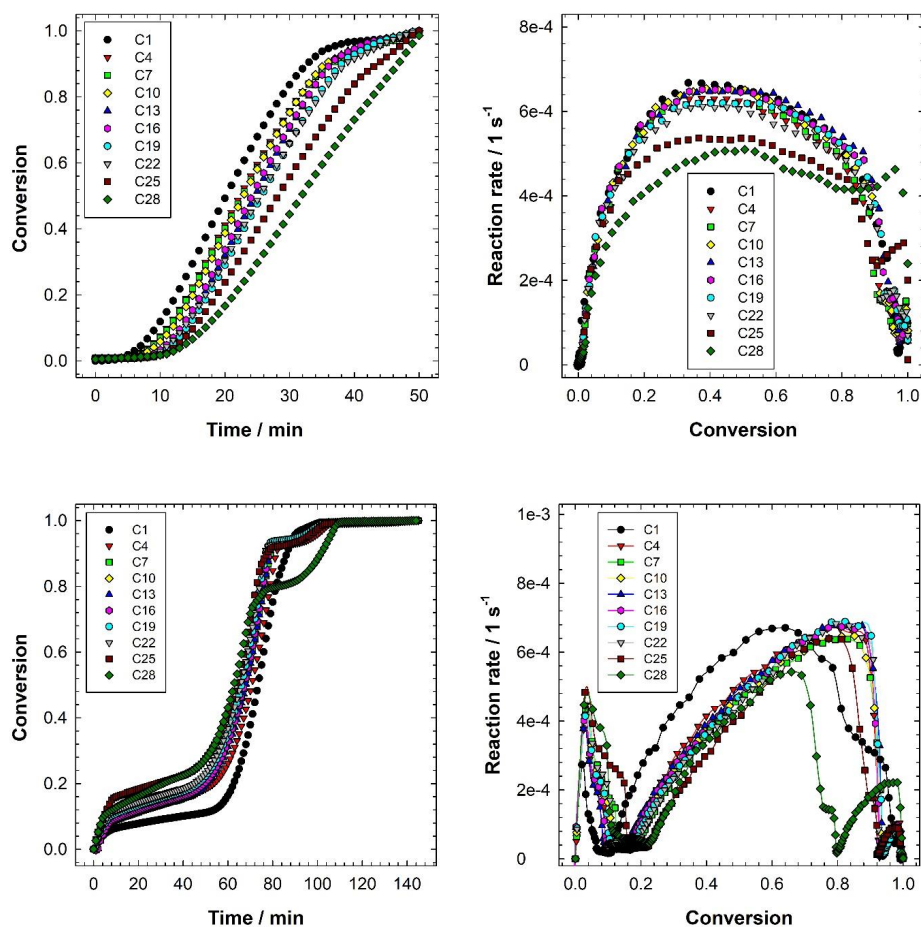 1.0
0.8
0.6
0.4
0.2
0.0
Conversion
C1
C4
C7
C10
C13
C16
C19
C22
C25
C28
0 10 20 30 40 50
Time / min
8e-4
6e-4
4e-4
2e-4
0
Reaction rate / 1 s-1
C1
C4
C7
C10
C13
C16
C19
C22
C25
C28
0.0 0.2 0.4 0.6 0.8 1.0
Conversion
1.0
0.8
0.6
0.4
0.2
0.0
Conversion
C1
C4
C7
C10
C13
C16
C19
C22
C25
C28
0 20 40 60 80 100 120 140
Time / min
1e-3
8e-4
6e-4
4e-4
2e-4
0
Reaction rate / 1 s-1
C1
C4
C7
C10
C13
C16
C19
C22
C25
C28
0.0 0.2 0.4 0.6 0.8 1.0
Conversion